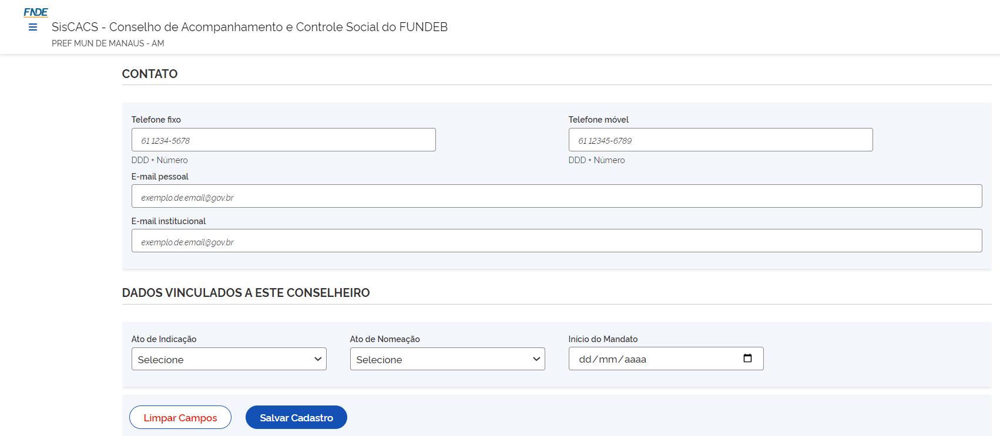 FNDE
SisCACS - Conselho de Acompanhamento e Controle Social do FUNDEB
PREF MUN DE MANAUS - AM
CONTATO
Telefone fixo
Telefone móvel
61 1234-5678
61 12345-6789
DDD + Número
DDD + Número
E-mail pessoal
exemplo.de.email@gov.br
E-mail institucional
exemplo.de.email@gov.br
DADOS VINCULADOS A ESTE CONSELHEIRO
Ato de Indicação
Ato de Nomeação
Início do Mandato
Selecione
Selecione
dd/mm/aaaa
Limpar Campos
Salvar Cadastro